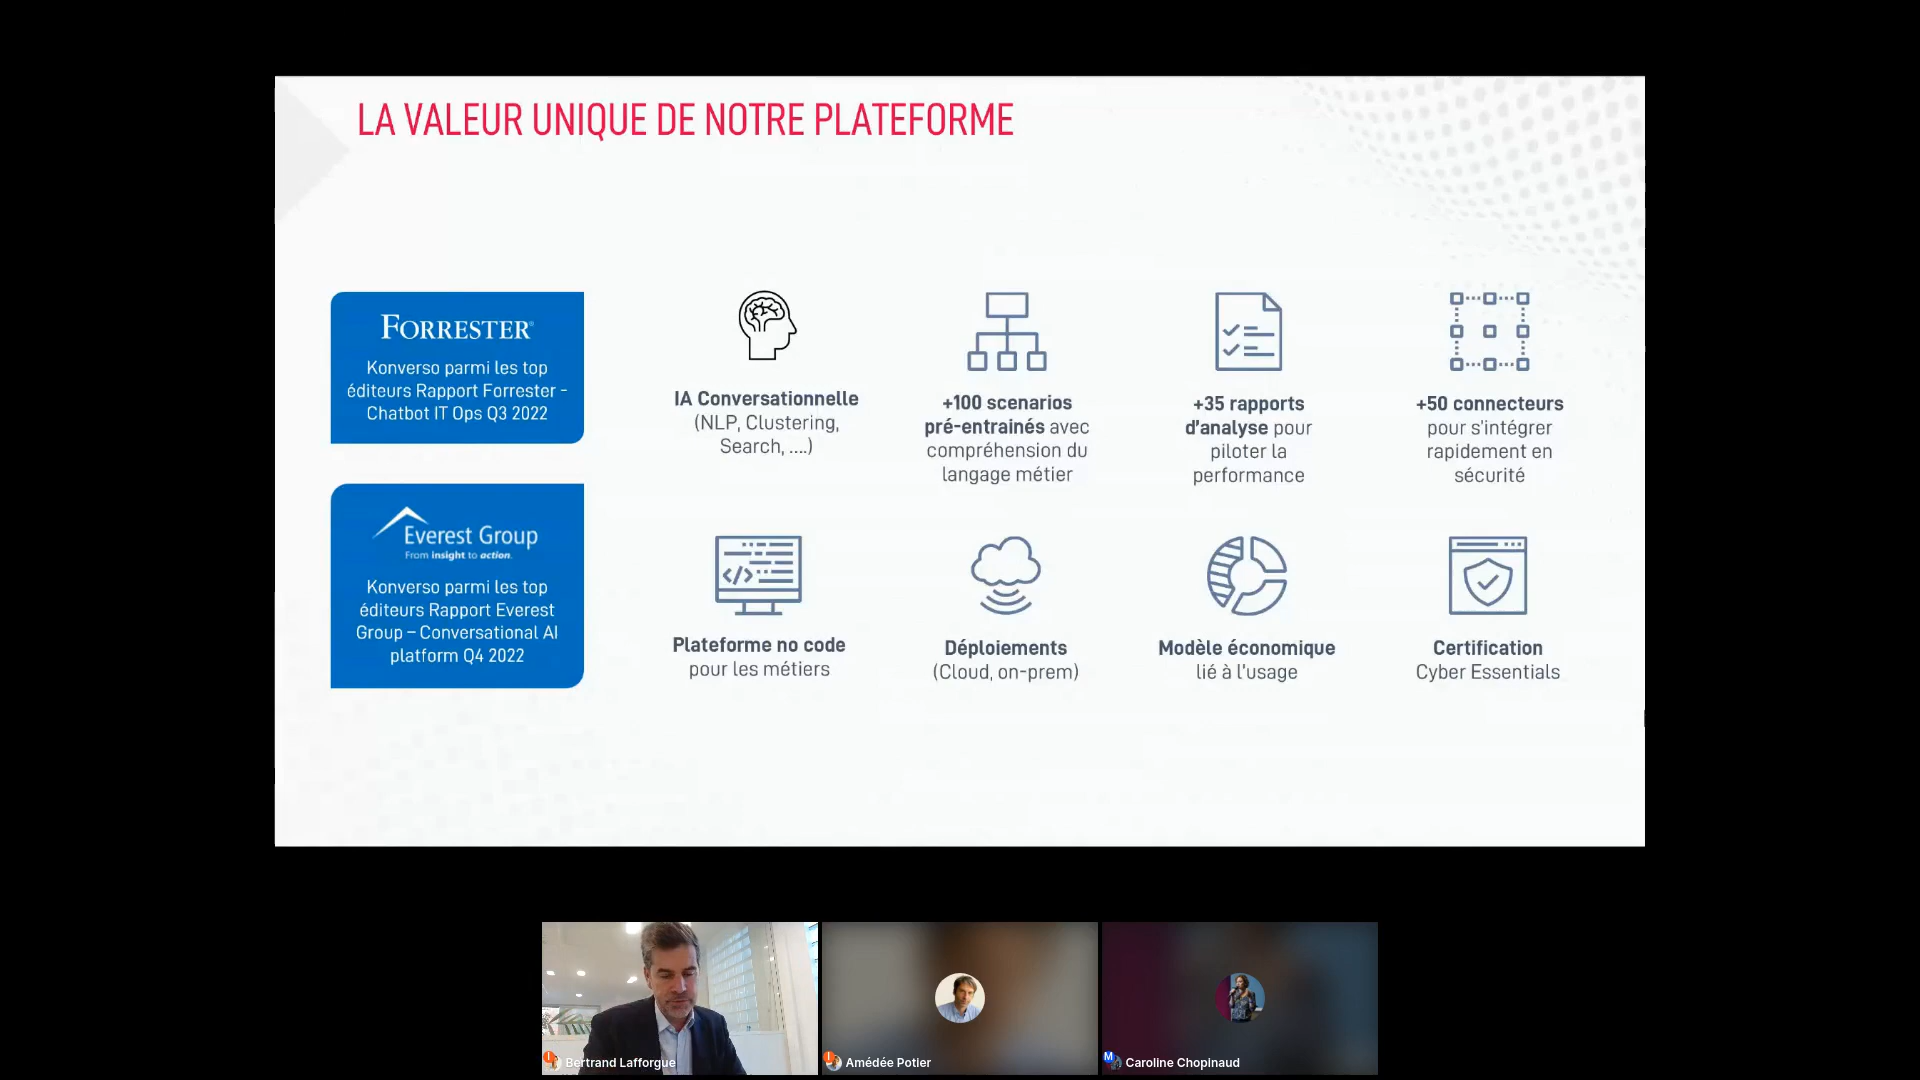 LA VALEUR UNIQUE DE NOTRE PLATEFORME
FORRESTER®
Konverso parmi les top
éditeurs Rapport Forrester -
Chatbot IT Ops Q3 2022
Everest Group
From insight to action.
Konverso parmi les top
éditeurs Rapport Everest
Group – Conversational AI
platform Q4 2022
IA Conversationnelle
(NLP, Clustering,
Search, ....)
+100 scenarios
pré-entrainés avec
compréhension du
langage métier
+35 rapports
d'analyse pour
piloter la
performance
+50 connecteurs
pour s'intégrer
rapidement en
sécurité
</>
Plateforme no code
pour les métiers
Déploiements
(Cloud, on-prem)
Modèle économique
lié à l'usage
Certification
Cyber Essentials
Bertrand Lafforgue
Amédée Potier
M Caroline Chopinaud